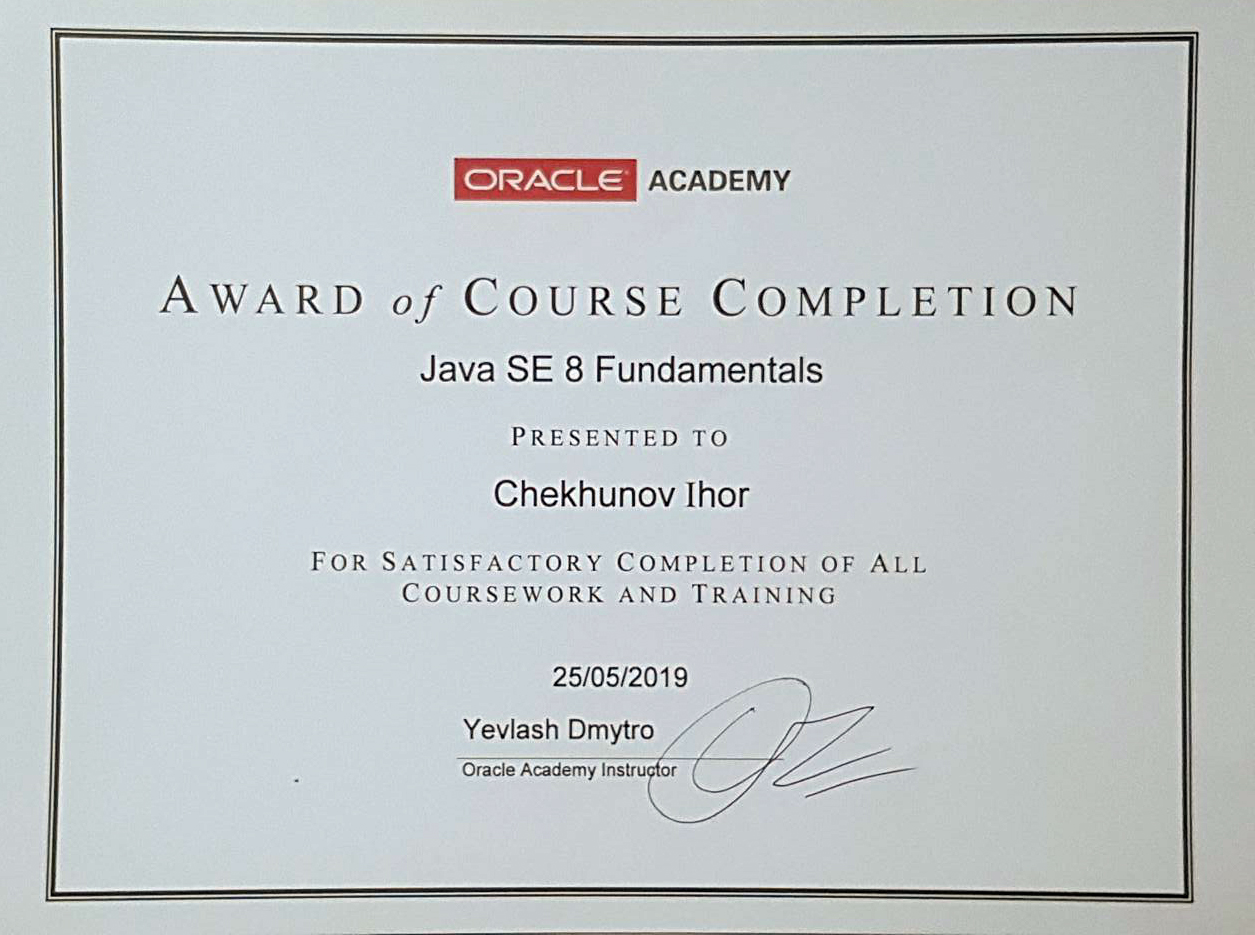 ORACLE ACADEMY
AWARD of COURSE COMPLETION
Java SE 8 Fundamentals
PRESENTED TO
Chekhunov Ihor
FOR SATISFACTORY COMPLETION OF ALL
COURSEWORK AND TRAINING
25/05/2019
Yevlash Dmytro
Oracle Academy Instructor